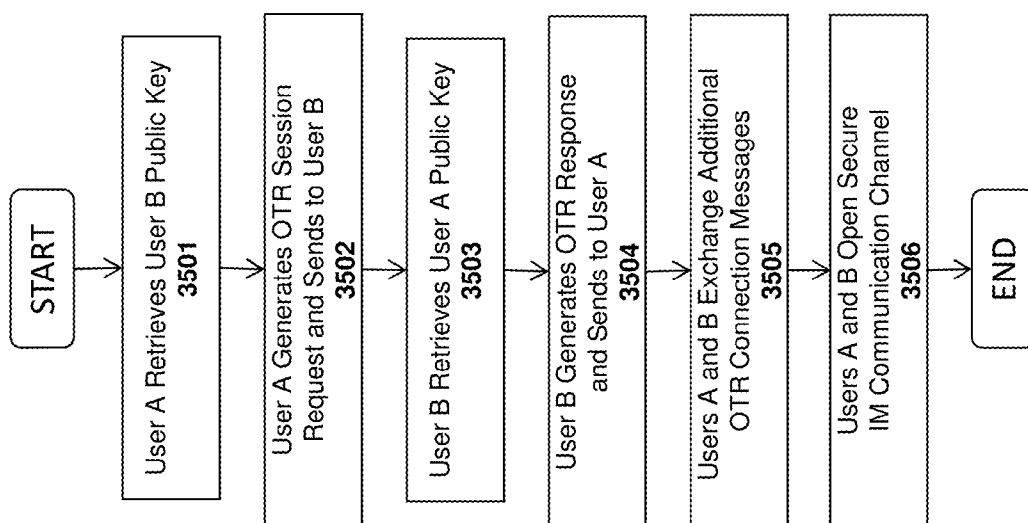 START
User A Retrieves User B Public Key
3501
User A Generates OTR Session
Request and Sends to User B
3502
User B Retrieves User A Public Key
3503
User B Generates OTR Response
and Sends to User A
3504
Users A and B Exchange Additional
OTR Connection Messages
3505
Users A and B Open Secure
IM Communication Channel
3506
END